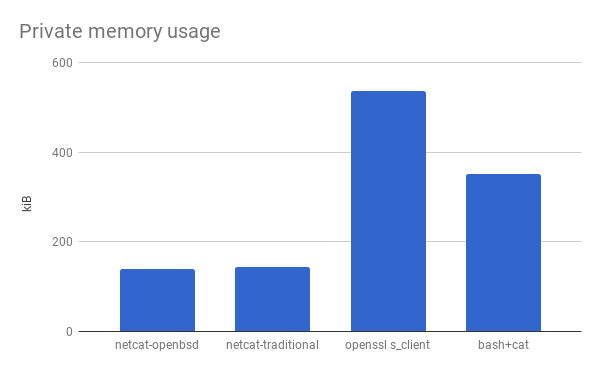 Private memory usage
600
400
200
0
kiB
netcat-openbsd
netcat-traditional
openssl s_client
bash+cat